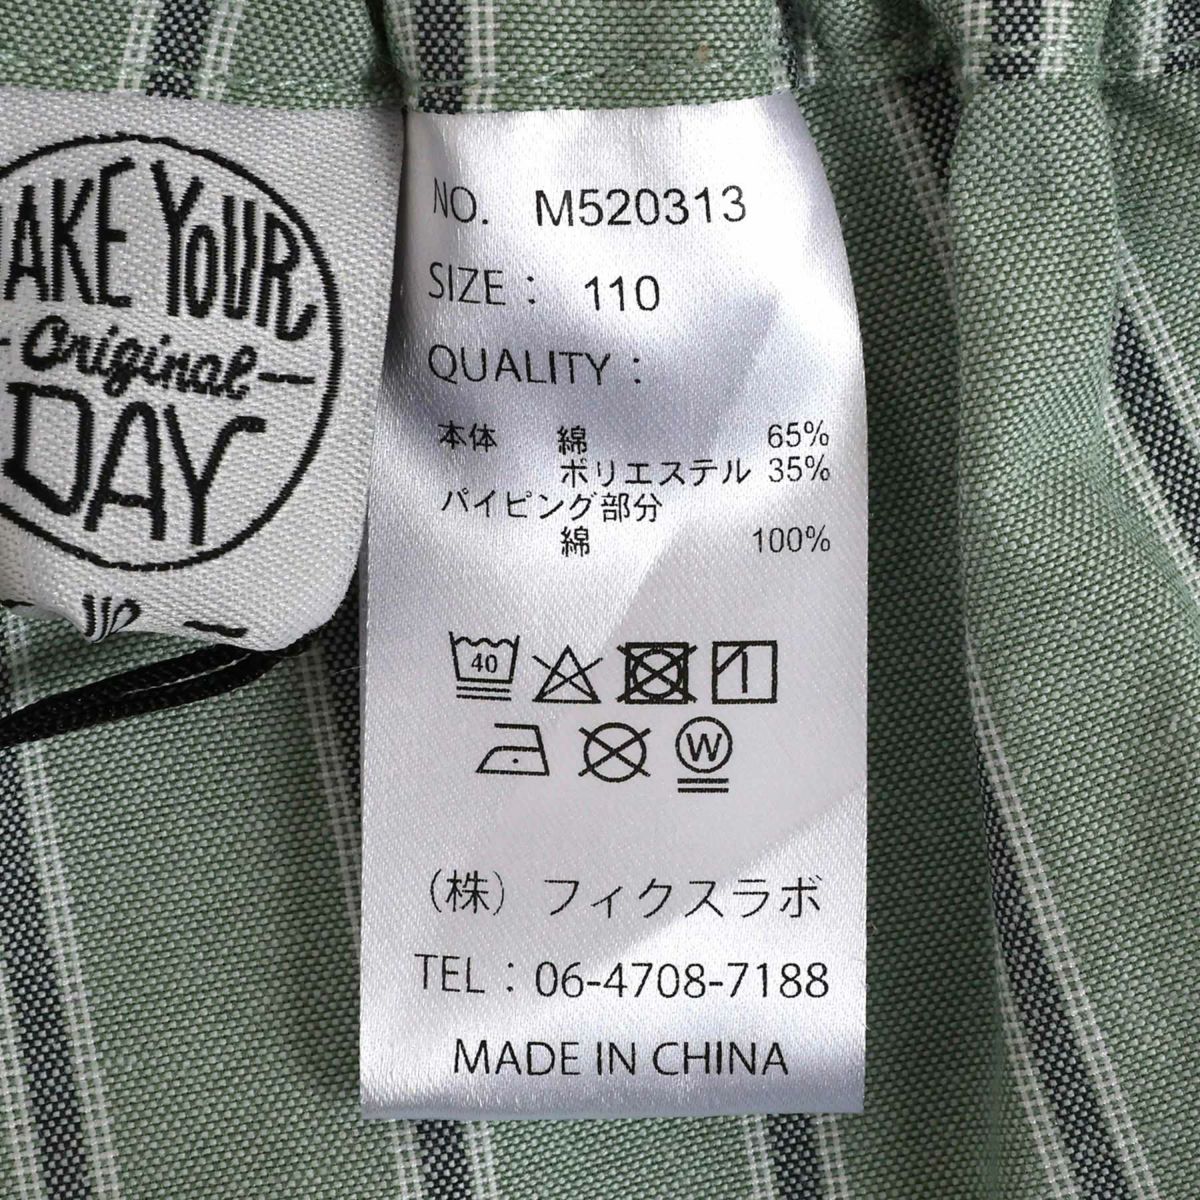 AKE YOUR
Original
DAY
NO. M520313
SIZE : 110
QUALITY :
本体 綿 65%
ポリエステル 35%
パイピング部分
綿 100%
40
W
(株) フィクスラボ
TEL : 06-4708-7188
MADE IN CHINA